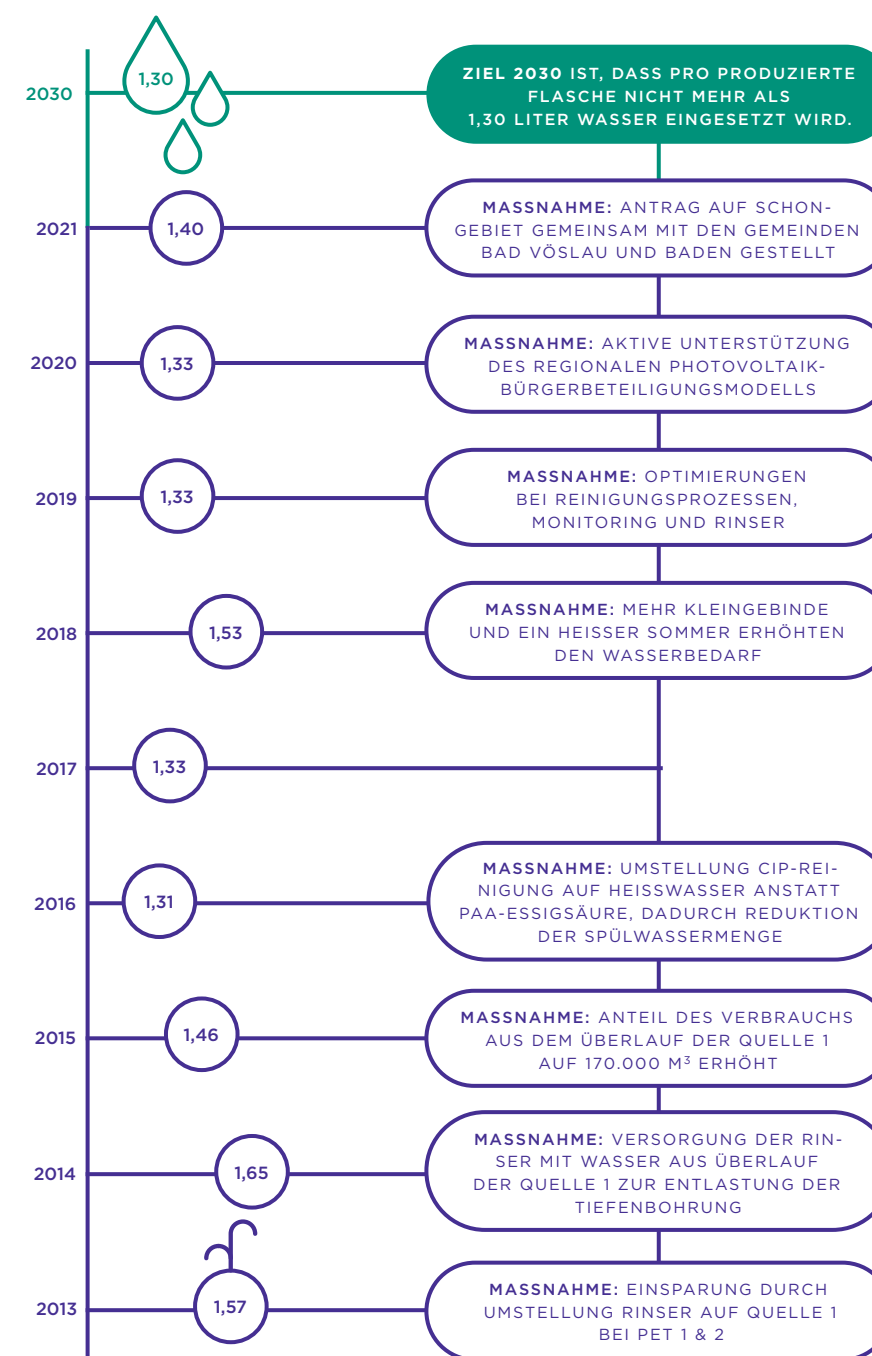 2030
1,30
ZIEL 2030 IST, DASS PRO PRODUZIERTE
FLASCHE NICHT MEHR ALS
1,30 LITER WASSER EINGESETZT WIRD.
2021
1,40
MASSNAHME: ANTRAG AUF SCHON-
GEBIET GEMEINSAM MIT DEN GEMEINDEN
BAD VÖSLAU UND BADEN GESTELLT
2020
1,33
MASSNAHME: AKTIVE UNTERSTÜTZUNG
DES REGIONALEN PHOTOVOLTAIK-
BÜRGERBETEILIGUNGSMODELLS
2019
1,33
MASSNAHME: OPTIMIERUNGEN
BEI REINIGUNGSPROZESSEN,
MONITORING UND RINSER
2018
1,53
MASSNAHME: MEHR KLEINGEBINDE
UND EIN HEISSER SOMMER ERHÖHTEN
DEN WASSERBEDARF
2017
1,33
2016
1,31
MASSNAHME: UMSTELLUNG CIP-REI-
NIGUNG AUF HEISSWASSER ANSTATT
PAA-ESSIGSÄURE, DADURCH REDUKTION
DER SPÜLWASSERMENGE
2015
1,46
MASSNAHME: ANTEIL DES VERBRAUCHS
AUS DEM ÜBERLAUF DER QUELLE 1
AUF 170.000 M³ ERHÖHT
2014
1,65
MASSNAHME: VERSORGUNG DER RIN-
SER MIT WASSER AUS ÜBERLAUF
DER QUELLE 1 ZUR ENTLASTUNG DER
TIEFENBOHRUNG
2013
1,57
MASSNAHME: EINSPARUNG DURCH
UMSTELLUNG RINSER AUF QUELLE 1
BEI PET 1 & 2